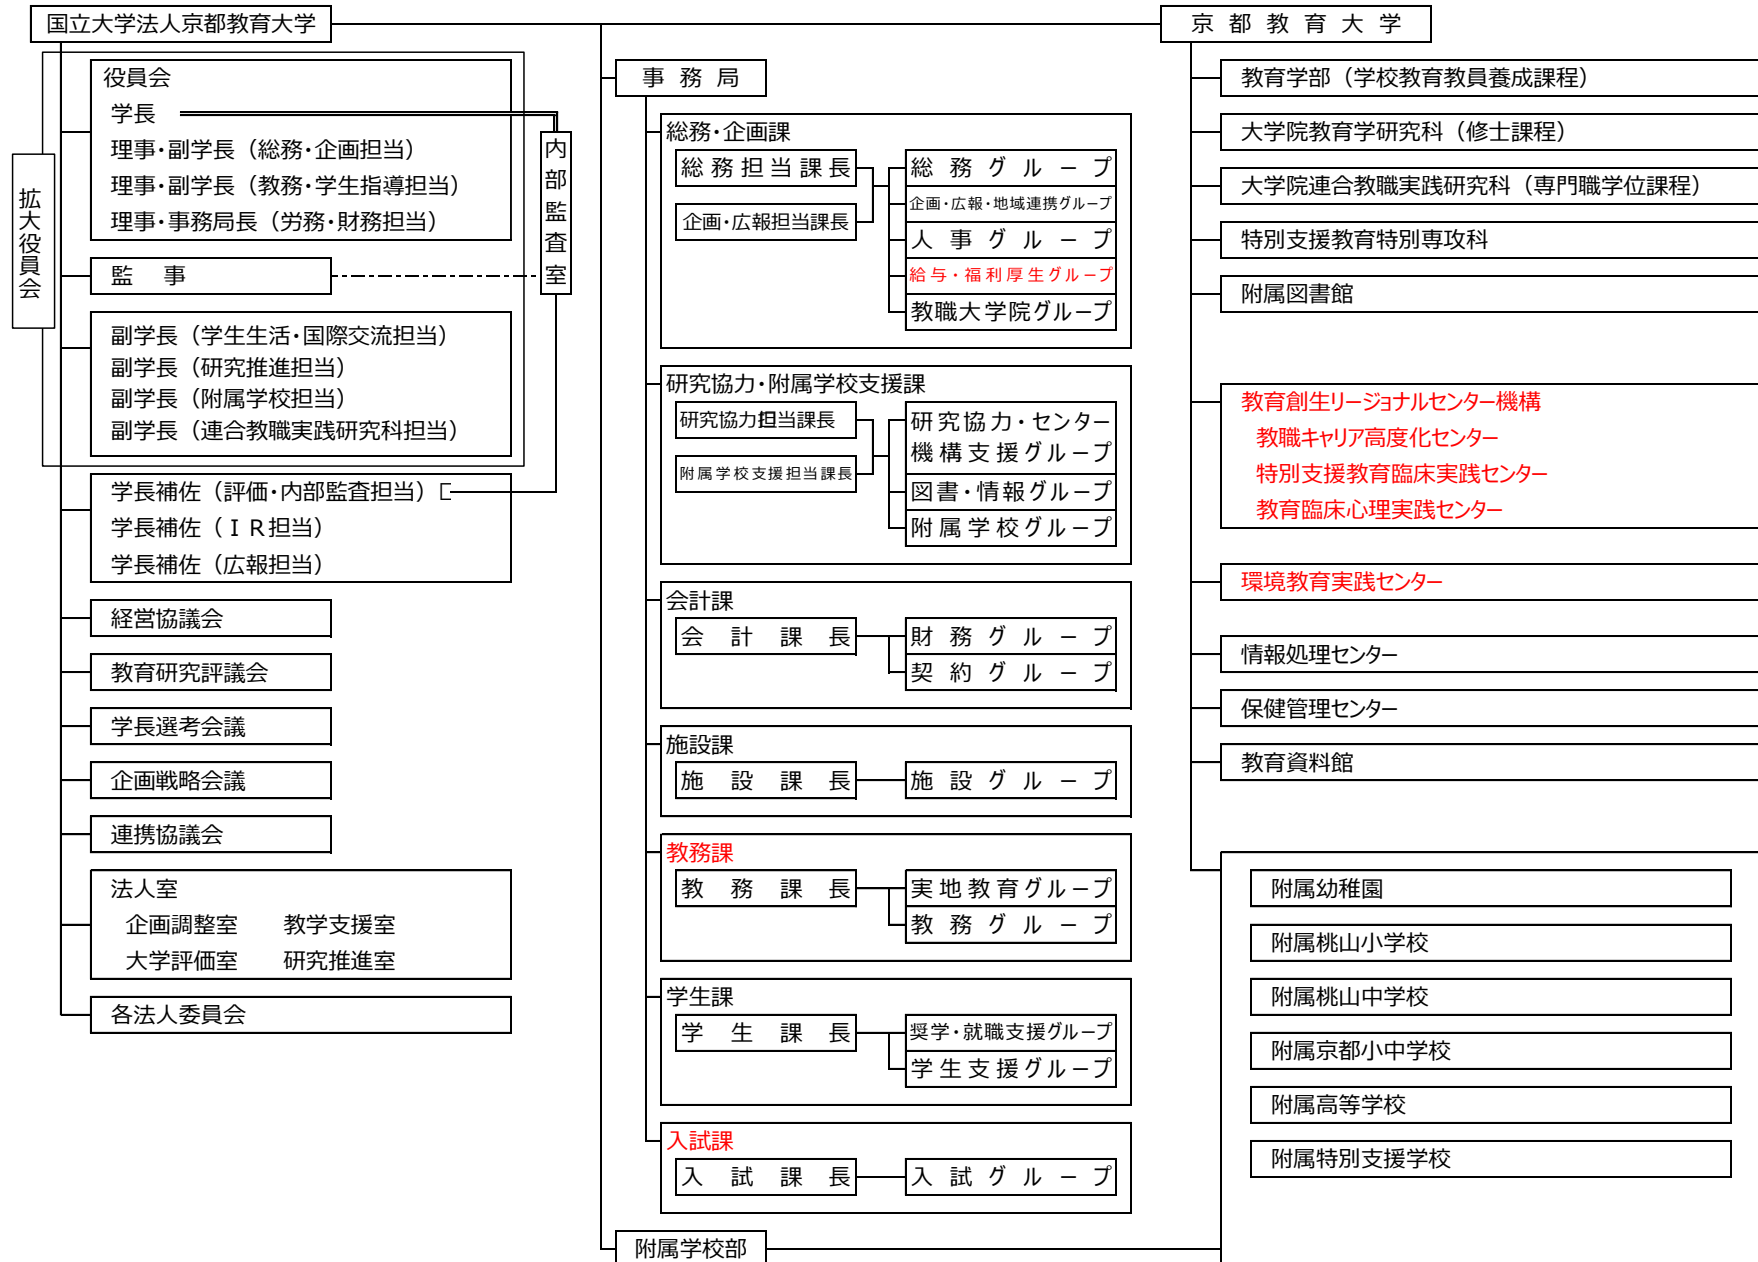 国立大学法人京都教育大学
役員会
学長
理事・副学長（総務・企画担当）
理事・副学長（教務・学生指導担当）
理事・事務局長（労務・財務担当）
拡大役員会
内部監査室
監　事
副学長（学生生活・国際交流担当）
副学長（研究推進担当）
副学長（附属学校担当）
副学長（連合教職実践研究科担当）
学長補佐（評価・内部監査担当）
学長補佐（ＩＲ担当）
学長補佐（広報担当）
経営協議会
教育研究評議会
学長選考会議
企画戦略会議
連携協議会
法人室
企画調整室　教学支援室
大学評価室　研究推進室
各法人委員会
事務局
総務・企画課
総務担当課長
企画・広報担当課長
総務グループ
企画・広報・地域連携グループ
人事グループ
給与・福利厚生グループ
教職大学院グループ
研究協力・附属学校支援課
研究協力担当課長
附属学校支援担当課長
研究協力・センター
機構支援グループ
図書・情報グループ
附属学校グループ
会計課
会計課長
財務グループ
契約グループ
施設課
施設課長
施設グループ
教務課
教務課長
実地教育グループ
教務グループ
学生課
学生課長
奨学・就職支援グループ
学生支援グループ
入試課
入試課長
入試グループ
附属学校部
京都教育大学
教育学部（学校教育教員養成課程）
大学院教育学研究科（修士課程）
大学院連合教職実践研究科（専門職学位課程）
特別支援教育特別専攻科
附属図書館
教育創生リージョナルセンター機構
教職キャリア高度化センター
特別支援教育臨床実践センター
教育臨床心理実践センター
環境教育実践センター
情報処理センター
保健管理センター
教育資料館
附属幼稚園
附属桃山小学校
附属桃山中学校
附属京都小中学校
附属高等学校
附属特別支援学校